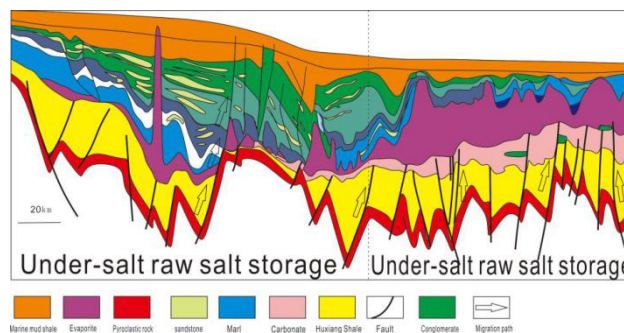 20km
Under-salt raw salt storage
Under-salt raw salt storage
Marine mud shale
Evaporite
Pyroclastic rock
sandstone
Marl
Carbonate
Huxiang Shale
Fault
Conglomerate
Migration path